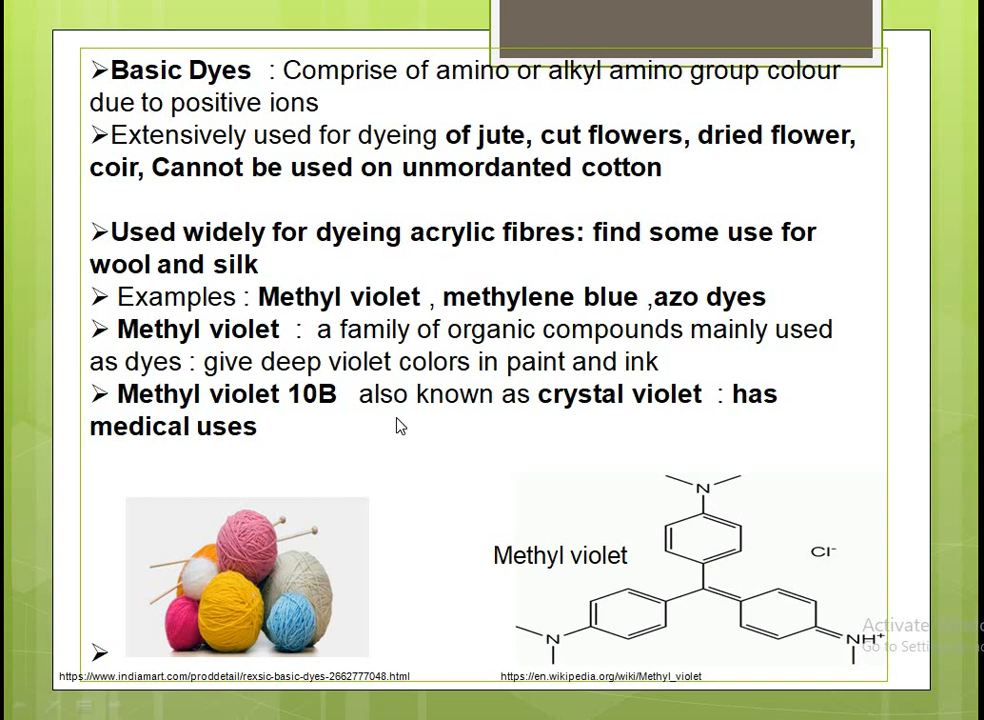 ➢Basic Dyes : Comprise of amino or alkyl amino group colour
due to positive ions
➢Extensively used for dyeing of jute, cut flowers, dried flower,
coir, Cannot be used on unmordanted cotton
➢Used widely for dyeing acrylic fibres: find some use for
wool and silk
➢ Examples : Methyl violet , methylene blue ,azo dyes
➢ Methyl violet : a family of organic compounds mainly used
as dyes : give deep violet colors in paint and ink
➢ Methyl violet 10B also known as crystal violet : has
medical uses
N
Methyl violet
Cl⁻
N
NH⁺
Activate
Go to Setti
➢
https://www.indiamart.com/proddetail/rexsic-basic-dyes-2662777048.html
https://en.wikipedia.org/wiki/Methyl_violet